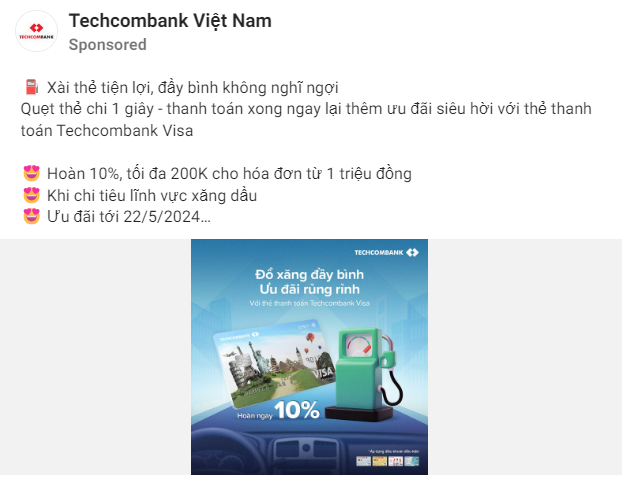 Techcombank Việt Nam
Sponsored
⛽ Xài thẻ tiện lợi, đầy bình không nghĩ ngợi
Quẹt thẻ chi 1 giây - thanh toán xong ngay lại thêm ưu đãi siêu hời với thẻ thanh
toán Techcombank Visa
😍 Hoàn 10%, tối đa 200K cho hóa đơn từ 1 triệu đồng
😍 Khi chi tiêu lĩnh vực xăng dầu
😍 Ưu đãi tới 22/5/2024…
TECHCOMBANK
TECHCOMBANK
Đổ xăng đầy bình
Ưu đãi rủng rỉnh
Với thẻ thanh toán Techcombank Visa
TECHCOMBANK
VISA
Hoàn ngay 10%